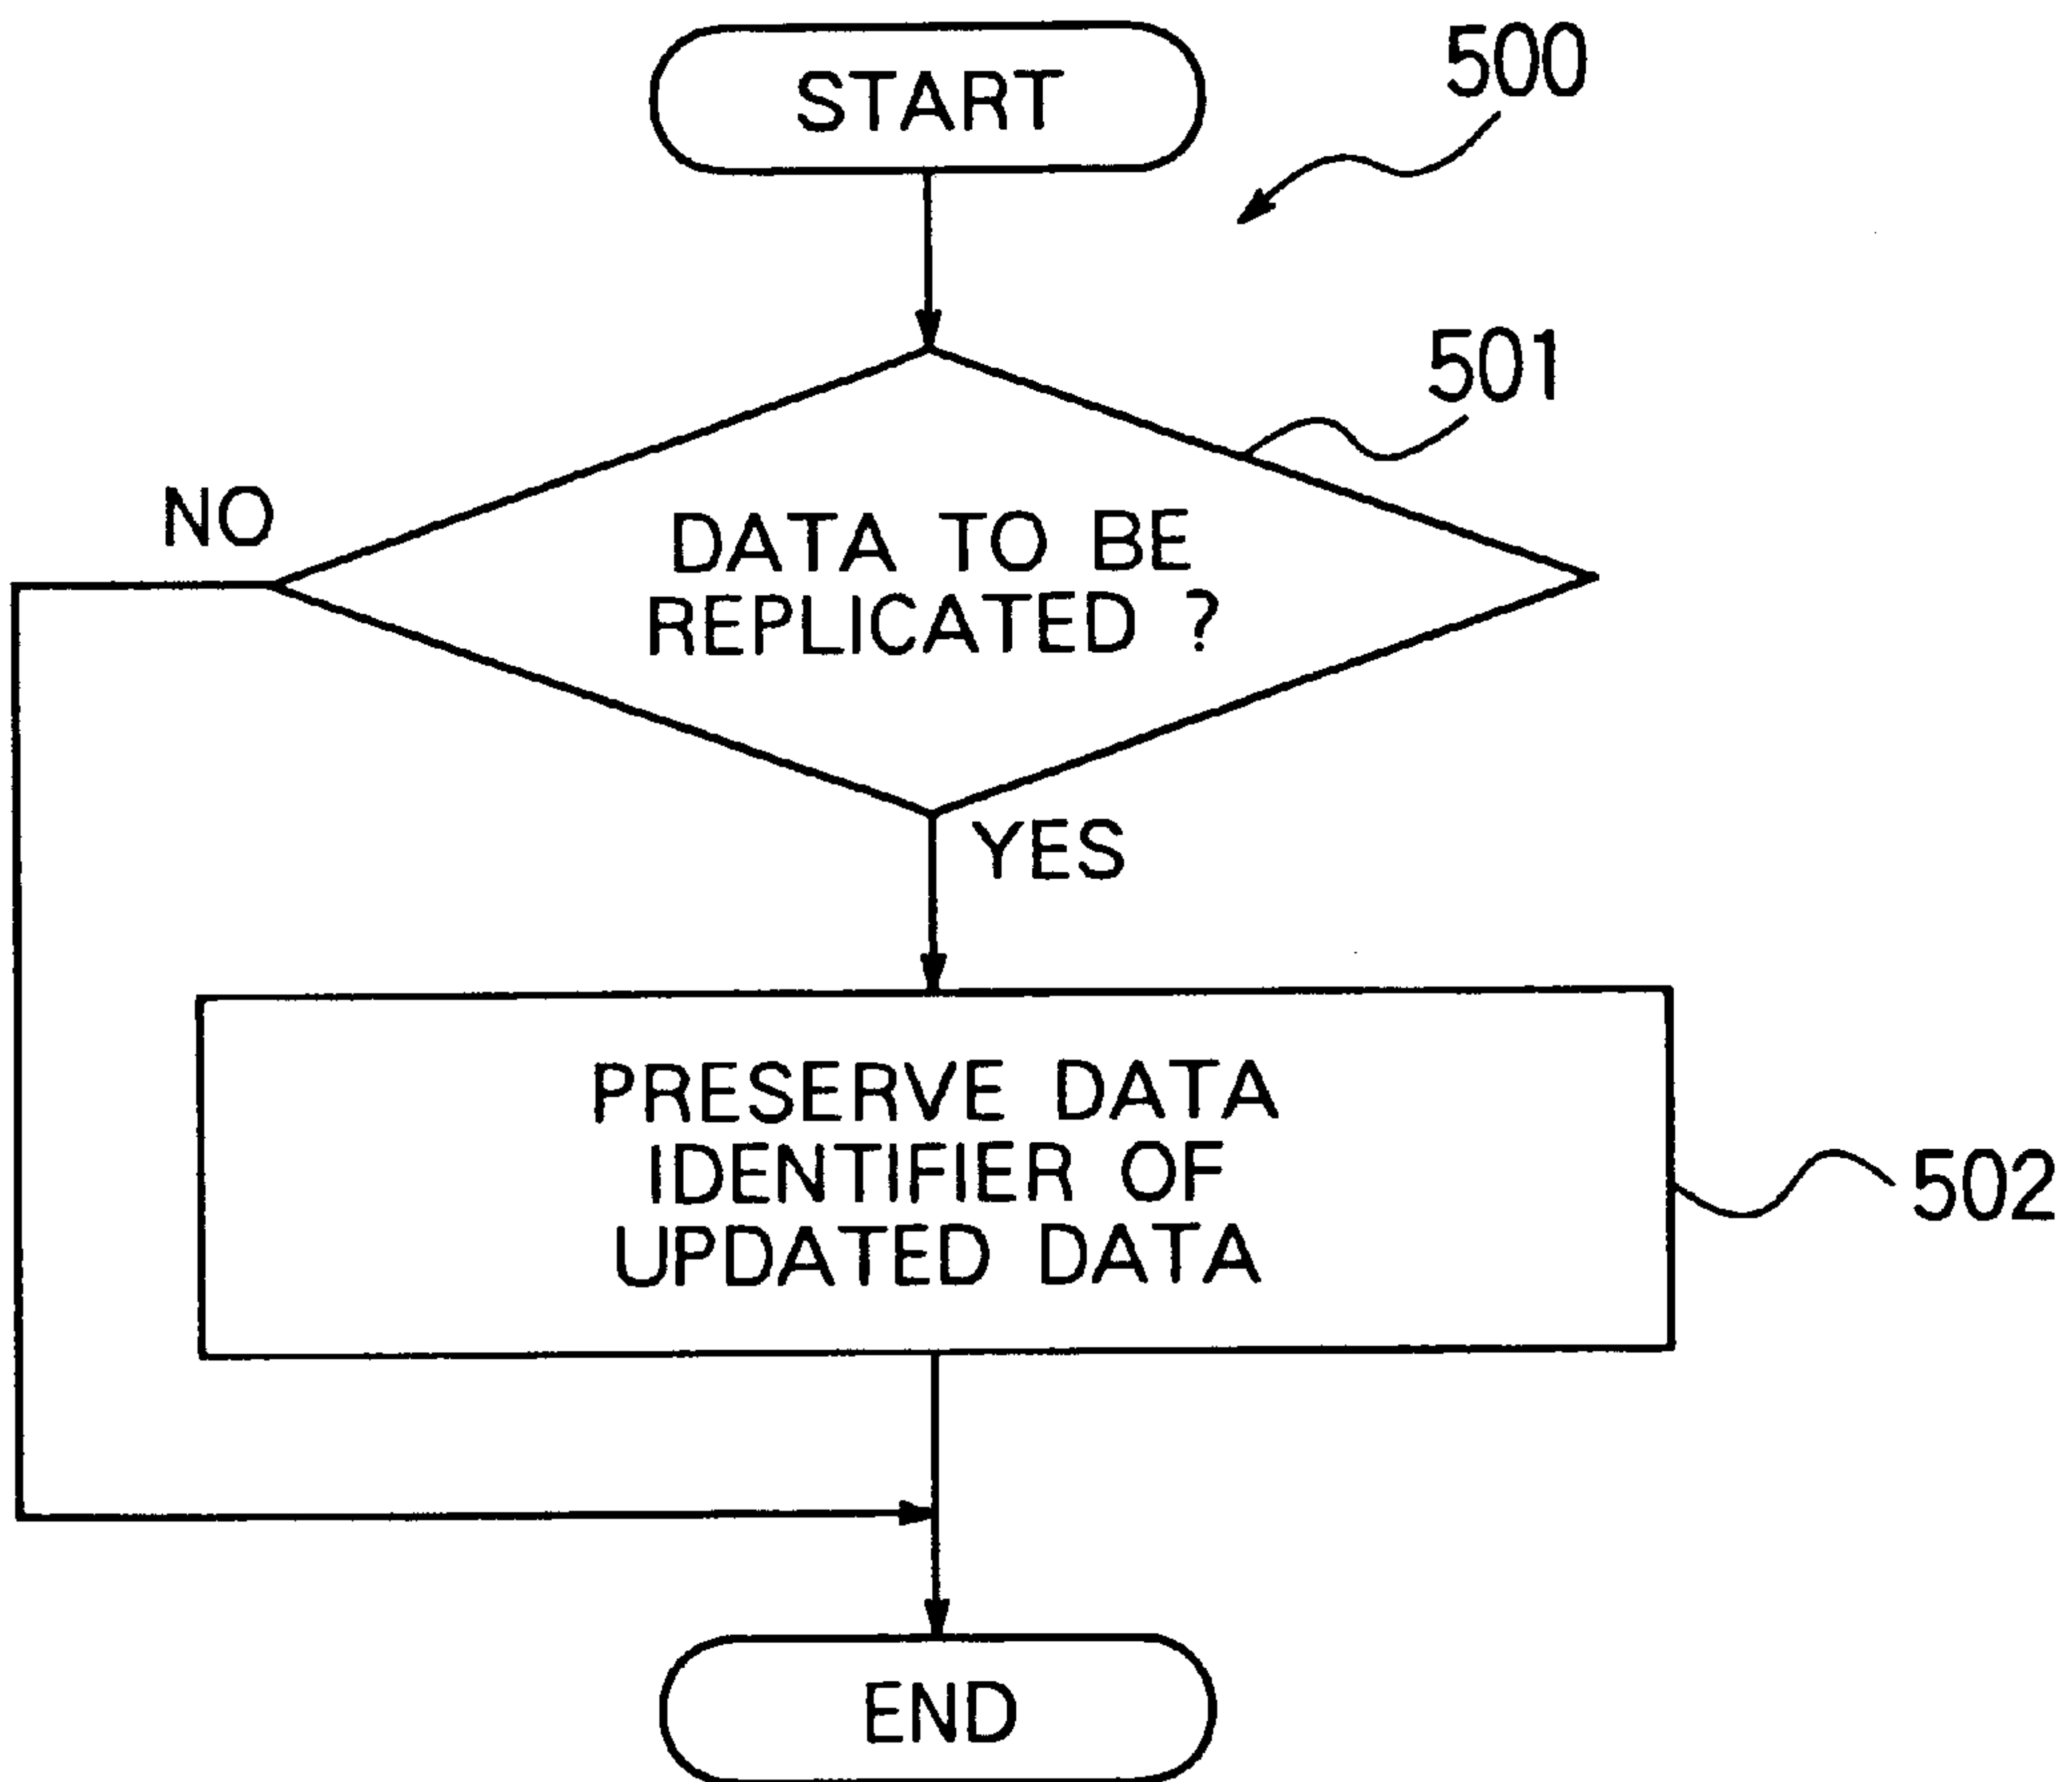 START
500
501
NO
DATA TO BE
REPLICATED ?
YES
PRESERVE DATA
IDENTIFIER OF
UPDATED DATA
502
END